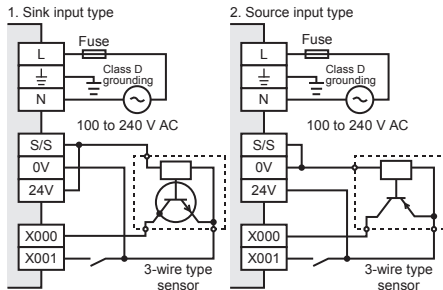 1. Sink input type
L
Fuse
Class D
grounding
N
100 to 240 V AC
S/S
0V
24V
X000
X001
3-wire type
sensor
2. Source input type
L
Fuse
Class D
grounding
N
100 to 240 V AC
S/S
0V
24V
X000
X001
3-wire type
sensor